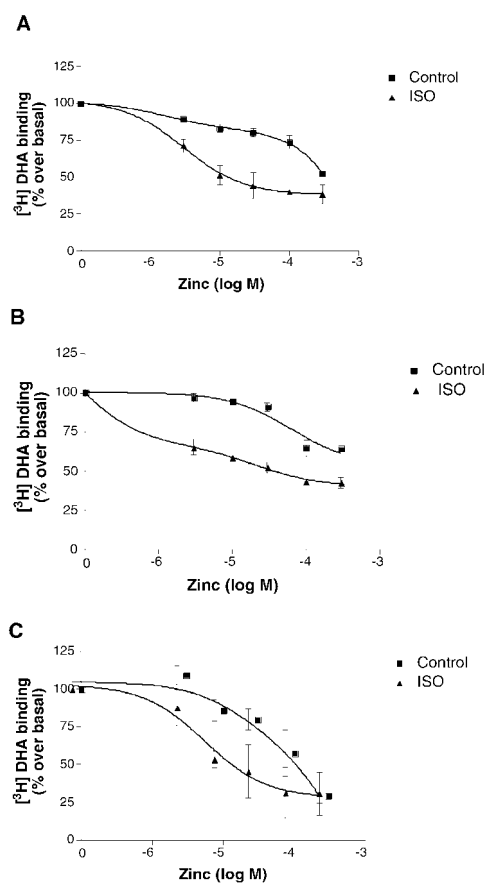 A
125
100
75
50
25
0
[³H] DHA binding
(% over basal)
0
-6
-5
-4
-3
Zinc (log M)
Control
ISO
B
125
100
75
50
25
0
[³H] DHA binding
(% over basal)
0
-6
-5
-4
-3
Zinc (log M)
Control
ISO
C
125
100
75
50
25
0
[³H] DHA binding
(% over basal)
0
-6
-5
-4
-3
Zinc (log M)
Control
ISO